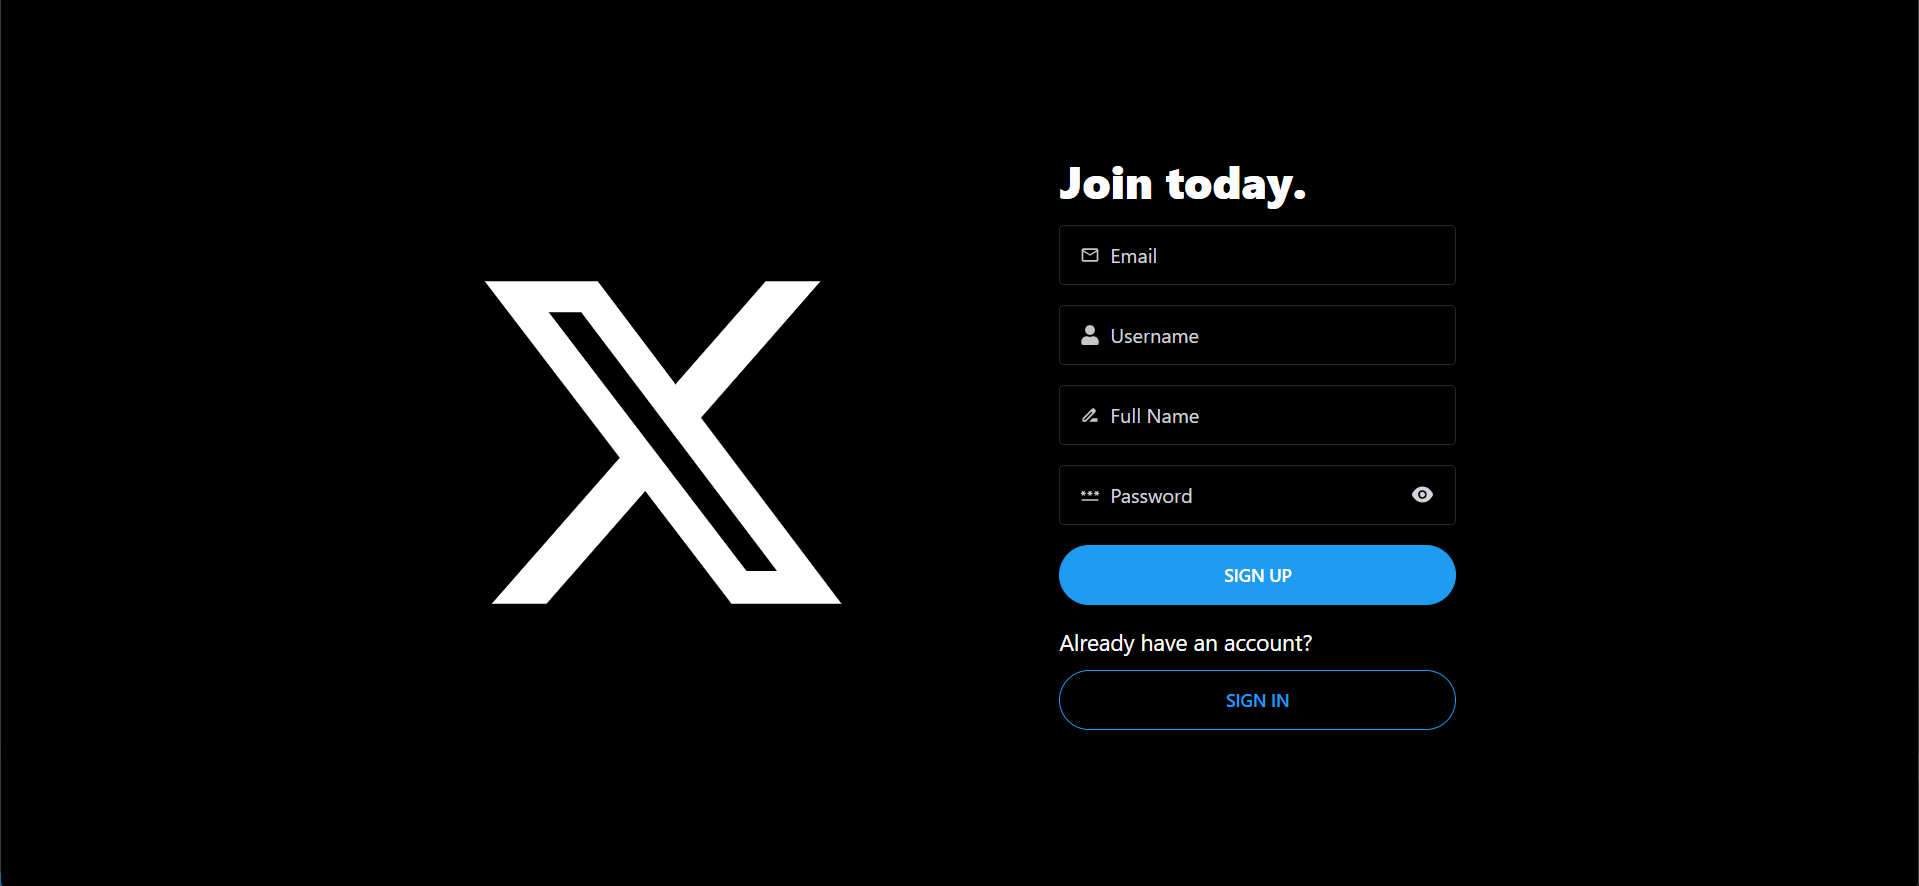 Join today.
Email
Username
Full Name
Password
SIGN UP
Already have an account?
SIGN IN